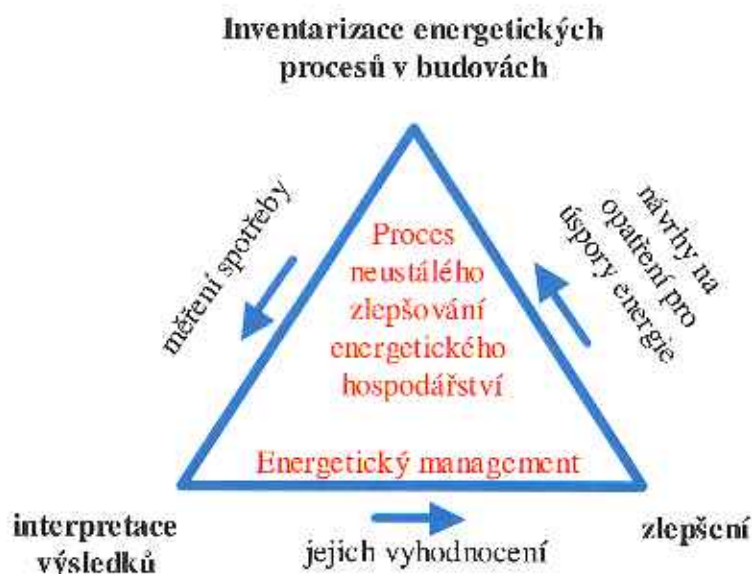 Inventarizace energetických
procesů v budovách
měření spotřeby
návrhy na
opatření pro
úspory energie
Proces
neustálého
zlepšování
energetického
hospodářství
Energetický management
interpretace
výsledků
jejich vyhodnocení
zlepšení